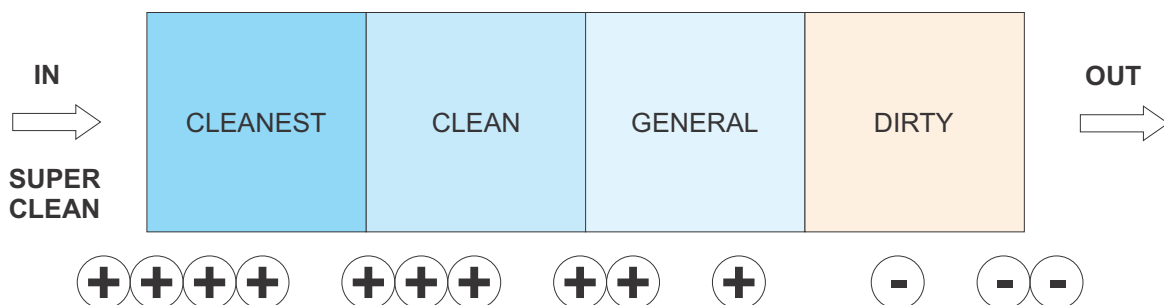 IN
SUPER
CLEAN
CLEANEST
CLEAN
GENERAL
DIRTY
OUT
++++
+++
++
+
-
--